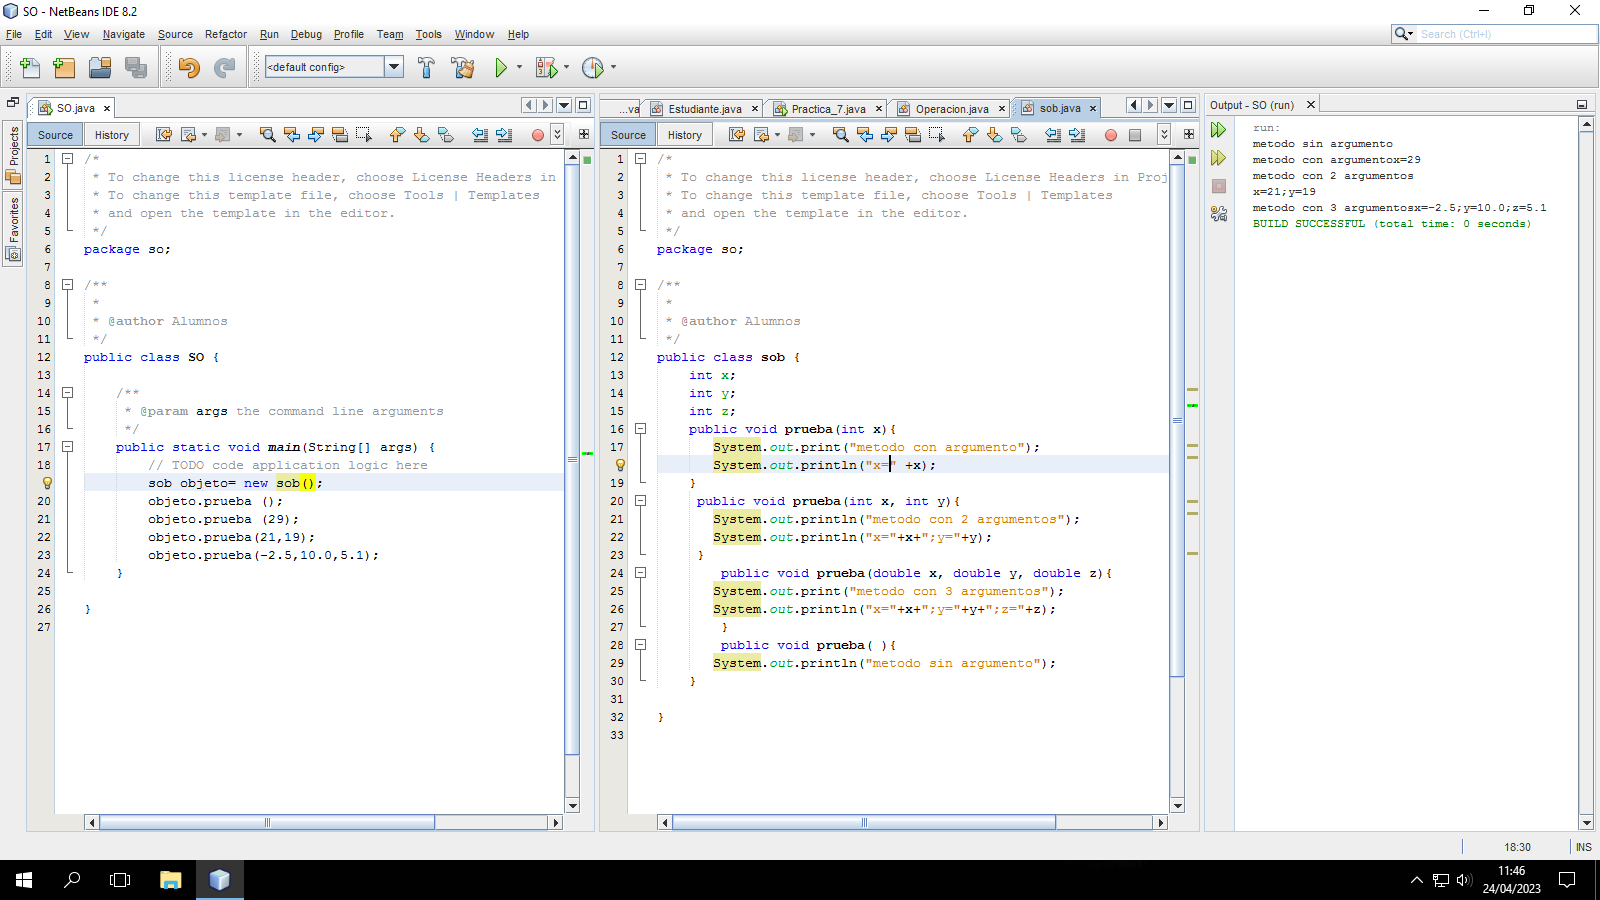 SO - NetBeans IDE 8.2
File Edit View Navigate Source Refactor Run Debug Profile Team Tools Window Help
Search (Ctrl+I)
<default config>
Projects
Favorites
SO.java
Source History
1 /*
2 * To change this license header, choose License Headers in
3 * To change this template file, choose Tools | Templates
4 * and open the template in the editor.
5 */
6 package so;
7
8 /**
9 *
10 * @author Alumnos
11 */
12 public class SO {
13
14 /**
15 * @param args the command line arguments
16 */
17 public static void main(String[] args) {
18 // TODO code application logic here
sob objeto= new sob();
20 objeto.prueba ();
21 objeto.prueba (29);
22 objeto.prueba(21,19);
23 objeto.prueba(-2.5,10.0,5.1);
24 }
25
26 }
27
...va Estudiante.java Practica_7.java Operacion.java sob.java
Source History
1 /*
2 * To change this license header, choose License Headers in Proj
3 * To change this template file, choose Tools | Templates
4 * and open the template in the editor.
5 */
6 package so;
7
8 /**
9 *
10 * @author Alumnos
11 */
12 public class sob {
13 int x;
14 int y;
15 int z;
16 public void prueba(int x){
17 System.out.print("metodo con argumento");
System.out.println("x=" +x);
19 }
20 public void prueba(int x, int y){
21 System.out.println("metodo con 2 argumentos");
22 System.out.println("x="+x+";y="+y);
23 }
24 public void prueba(double x, double y, double z){
25 System.out.print("metodo con 3 argumentos");
26 System.out.println("x="+x+";y="+y+";z="+z);
27 }
28 public void prueba( ){
29 System.out.println("metodo sin argumento");
30 }
31
32 }
33
Output - SO (run)
run:
metodo sin argumento
metodo con argumentox=29
metodo con 2 argumentos
x=21;y=19
metodo con 3 argumentosx=-2.5;y=10.0;z=5.1
BUILD SUCCESSFUL (total time: 0 seconds)
18:30 INS
11:46
24/04/2023